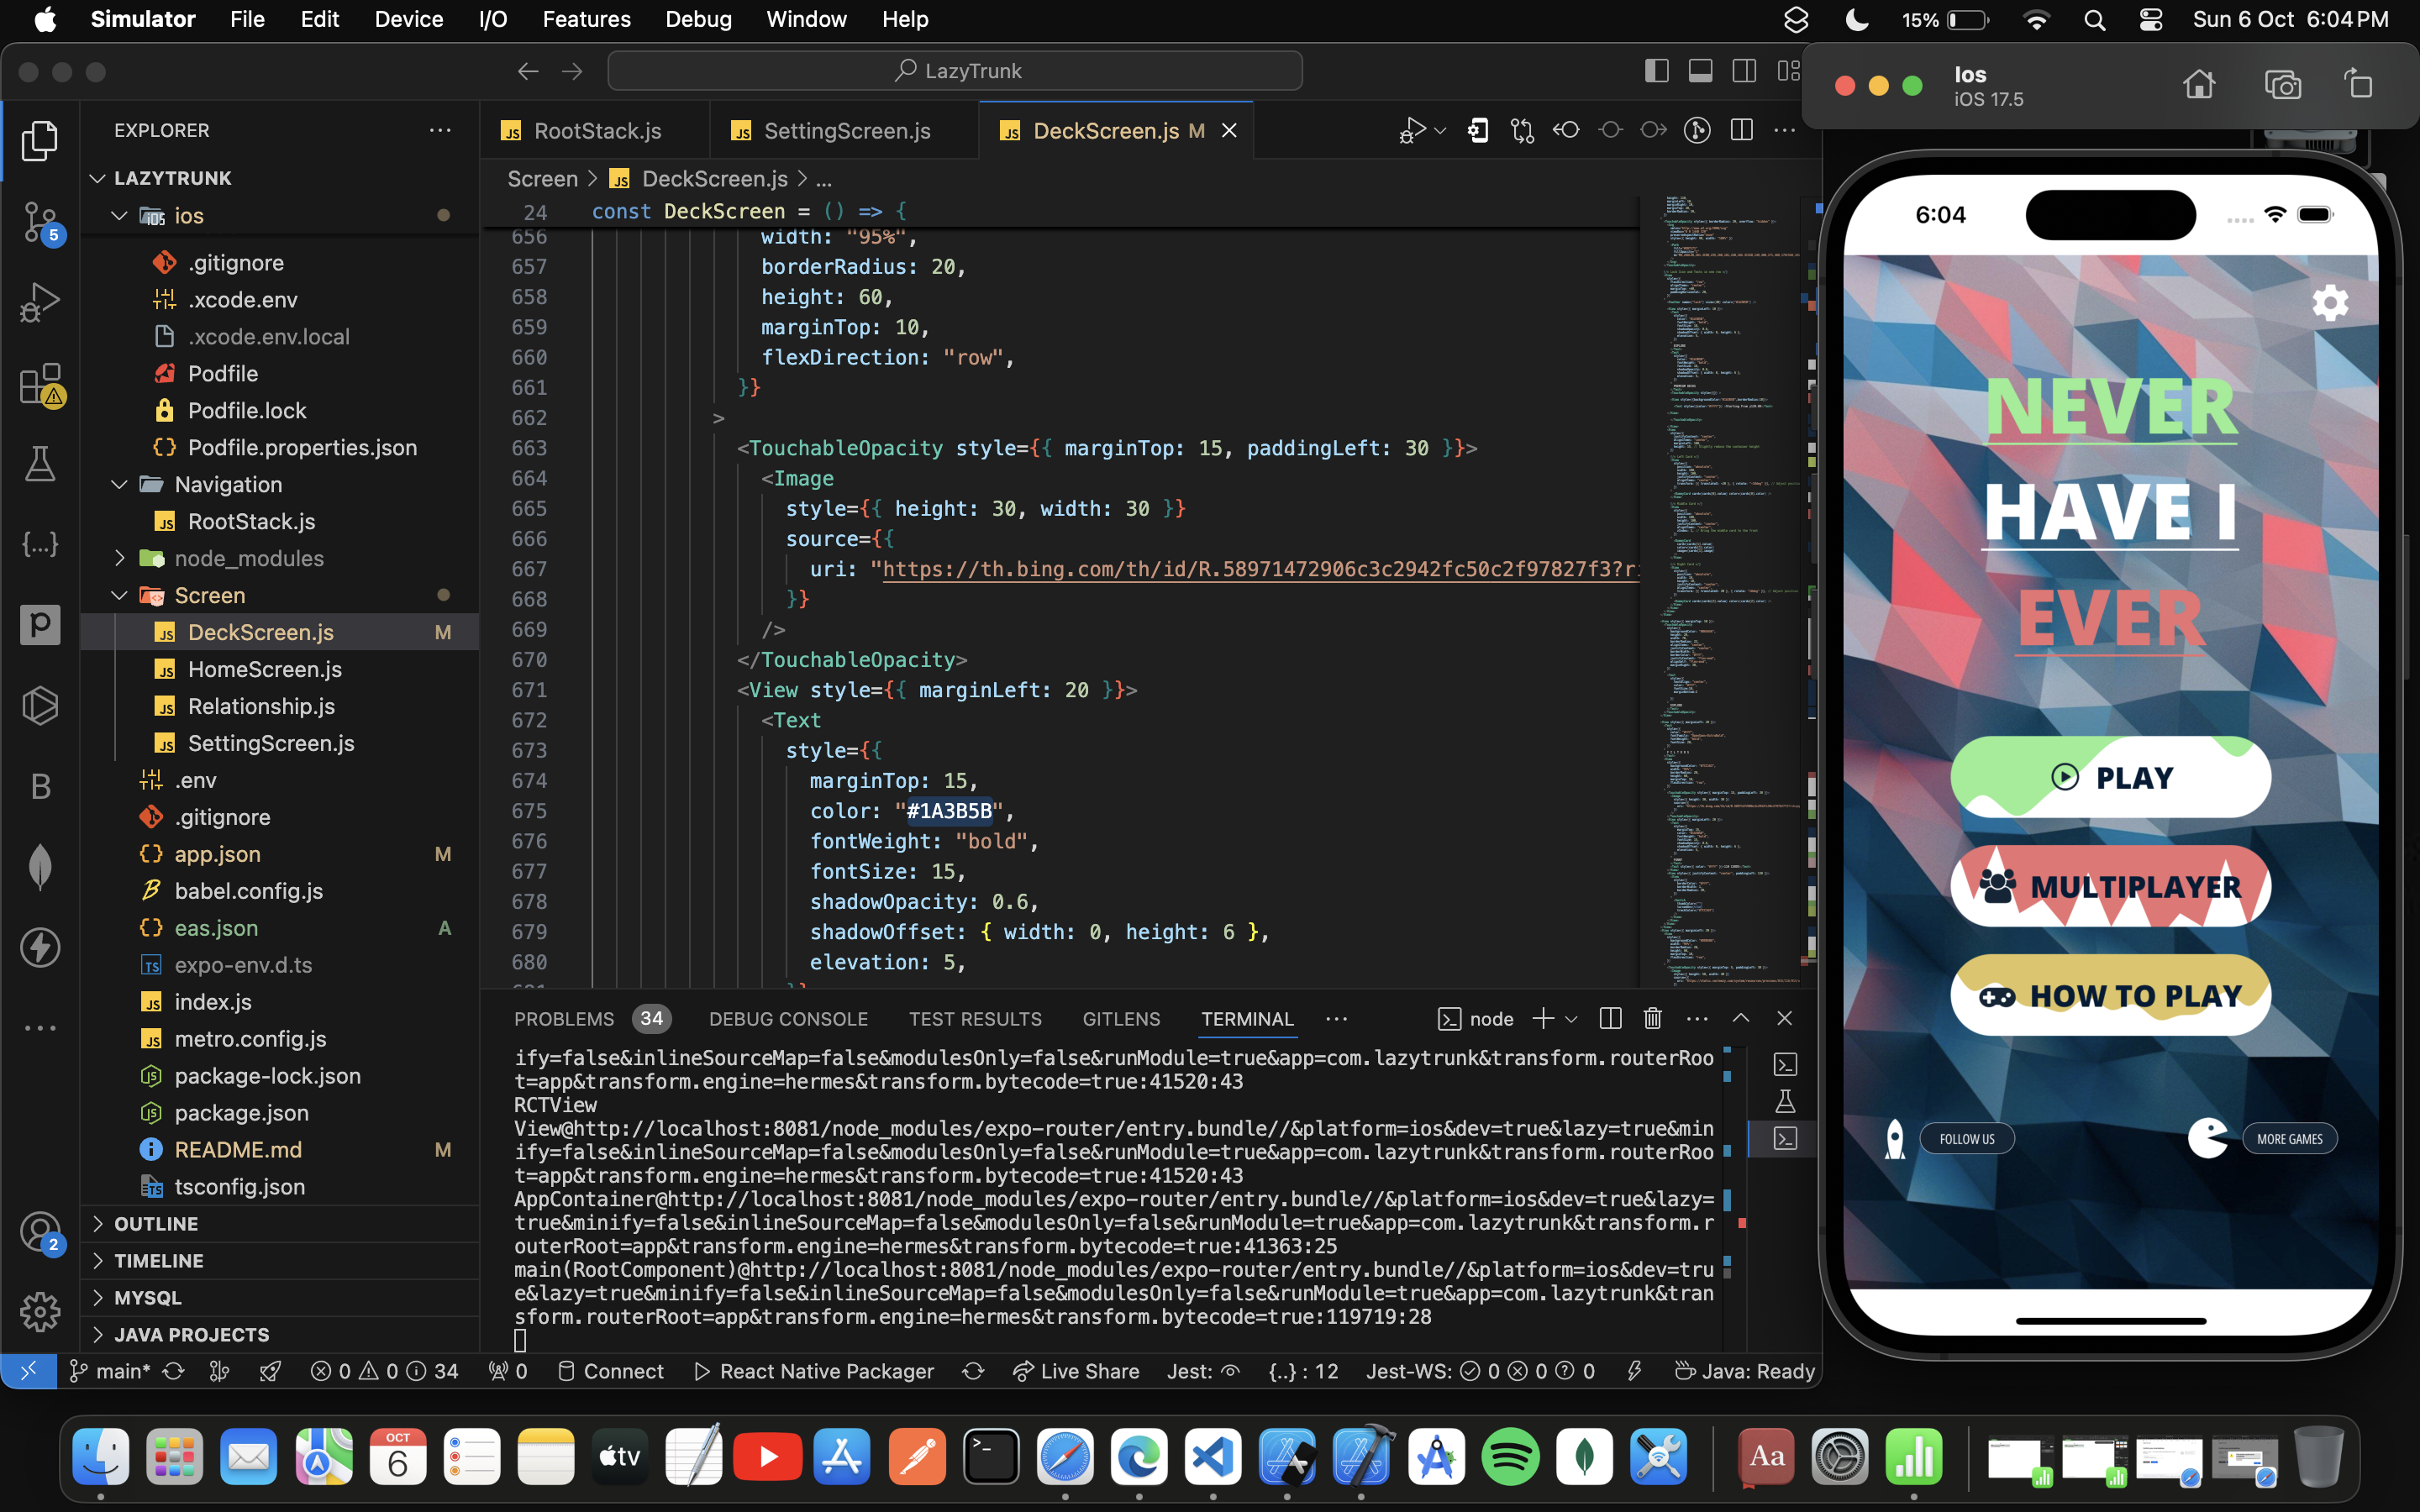 Simulator File Edit Device I/O Features Debug Window Help
15% Sun 6 Oct 6:04 PM
LazyTrunk
Ios
iOS 17.5
EXPLORER
LAZYTRUNK
ios
.gitignore
.xcode.env
.xcode.env.local
Podfile
Podfile.lock
Podfile.properties.json
Navigation
RootStack.js
node_modules
Screen
DeckScreen.js M
HomeScreen.js
Relationship.js
SettingScreen.js
.env
.gitignore
app.json M
babel.config.js
eas.json A
expo-env.d.ts
index.js
metro.config.js
package-lock.json
package.json
README.md M
tsconfig.json
OUTLINE
TIMELINE
MYSQL
JAVA PROJECTS
5
2
RootStack.js
SettingScreen.js
DeckScreen.js M
Screen > DeckScreen.js > ...
24 const DeckScreen = () => {
656 width: "95%",
657 borderRadius: 20,
658 height: 60,
659 marginTop: 10,
660 flexDirection: "row",
661 }}
662 >
663 <TouchableOpacity style={{ marginTop: 15, paddingLeft: 30 }}>
664 <Image
665 style={{ height: 30, width: 30 }}
666 source={{
667 uri: "https://th.bing.com/th/id/R.58971472906c3c2942fc50c2f97827f3?r
668 }}
669 />
670 </TouchableOpacity>
671 <View style={{ marginLeft: 20 }}>
672 <Text
673 style={{
674 marginTop: 15,
675 color: "#1A3B5B",
676 fontWeight: "bold",
677 fontSize: 15,
678 shadowOpacity: 0.6,
679 shadowOffset: { width: 0, height: 6 },
680 elevation: 5,
PROBLEMS 34 DEBUG CONSOLE TEST RESULTS GITLENS TERMINAL ... node
ify=false&inlineSourceMap=false&modulesOnly=false&runModule=true&app=com.lazytrunk&transform.routerRoo
t=app&transform.engine=hermes&transform.bytecode=true:41520:43
RCTView
View@http://localhost:8081/node_modules/expo-router/entry.bundle//&platform=ios&dev=true&lazy=true&min
ify=false&inlineSourceMap=false&modulesOnly=false&runModule=true&app=com.lazytrunk&transform.routerRoo
t=app&transform.engine=hermes&transform.bytecode=true:41520:43
AppContainer@http://localhost:8081/node_modules/expo-router/entry.bundle//&platform=ios&dev=true&lazy=
true&minify=false&inlineSourceMap=false&modulesOnly=false&runModule=true&app=com.lazytrunk&transform.r
outerRoot=app&transform.engine=hermes&transform.bytecode=true:41363:25
main(RootComponent)@http://localhost:8081/node_modules/expo-router/entry.bundle//&platform=ios&dev=tru
e&lazy=true&minify=false&inlineSourceMap=false&modulesOnly=false&runModule=true&app=com.lazytrunk&tran
sform.routerRoot=app&transform.engine=hermes&transform.bytecode=true:119719:28
main* 0 0 34 0 Connect React Native Packager Live Share Jest: {..} : 12 Jest-WS: 0 0 0 Java: Ready
6:04
NEVER
HAVE I
EVER
PLAY
MULTIPLAYER
HOW TO PLAY
FOLLOW US
MORE GAMES
OCT
6
tv
Aa